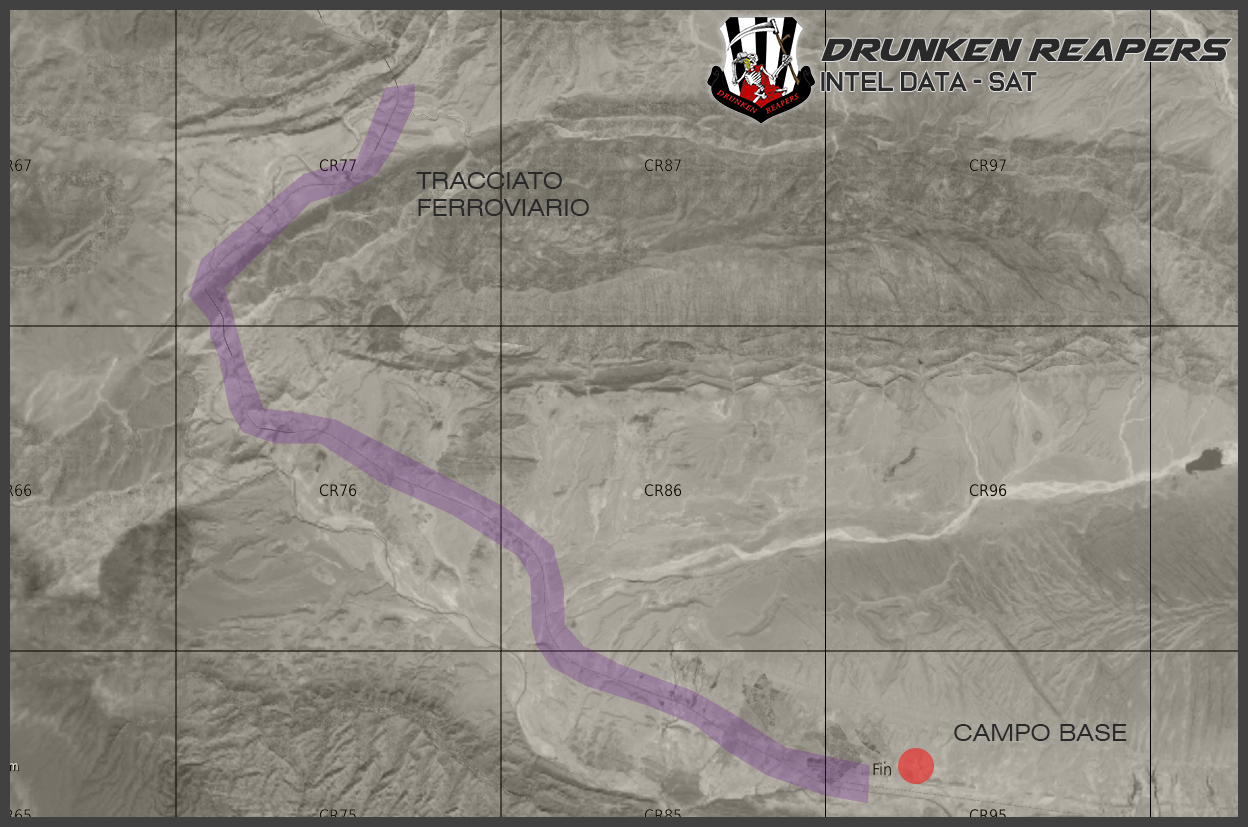 DRUNKEN REAPERS
INTEL DATA - SAT
DRUNKEN REAPERS
R67
CR77
CR87
CR97
TRACCIATO
FERROVIARIO
R66
CR76
CR86
CR96
CAMPO BASE
m
Fin
R65
CR75
CR85
CR95